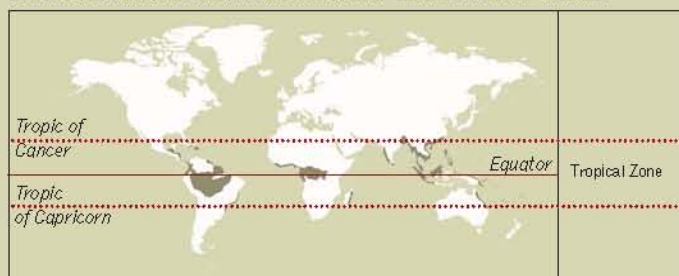 Tropic of
Cancer
Equator
Tropical Zone
Tropic
of Capricorn